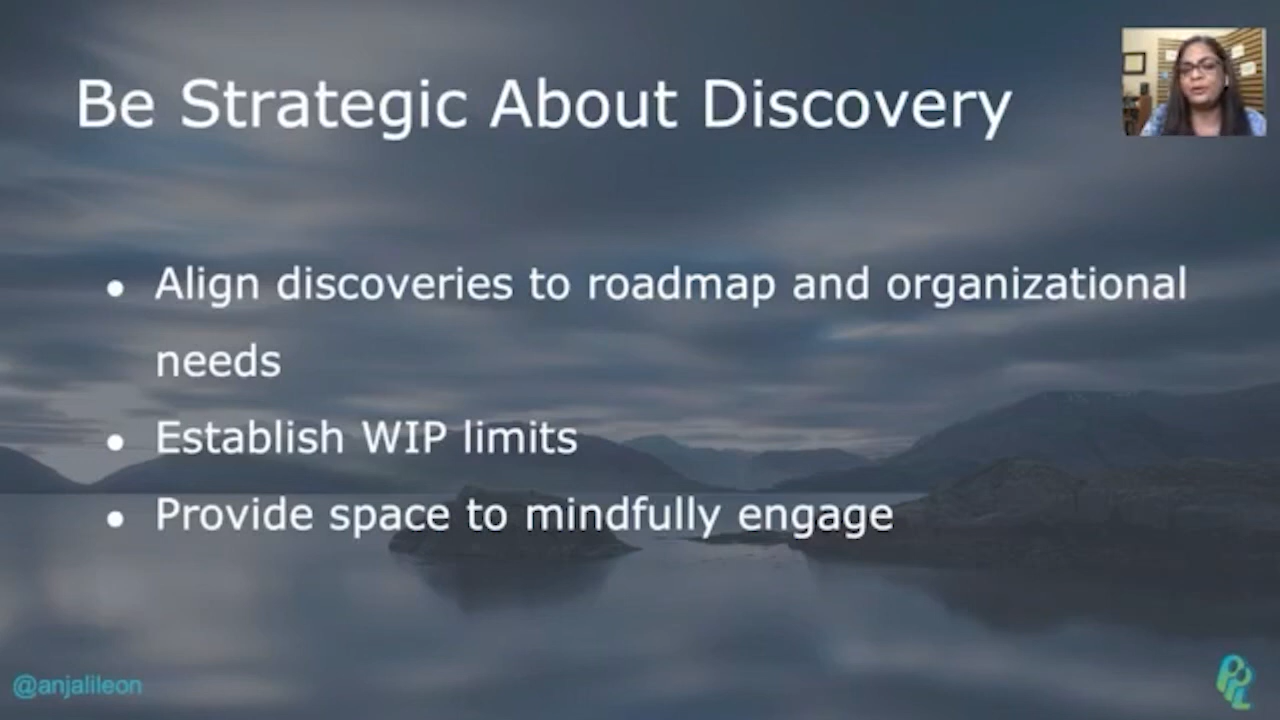 Be Strategic About Discovery
● Align discoveries to roadmap and organizational
needs
● Establish WIP limits
● Provide space to mindfully engage
@anjalileon
PPL